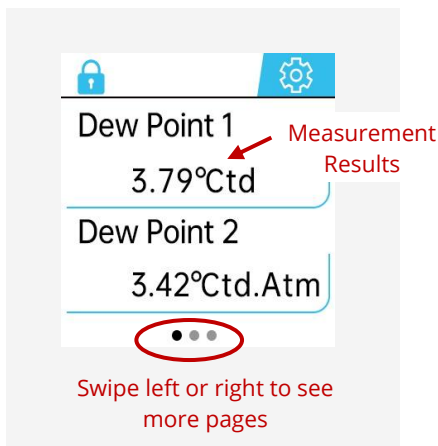 Dew Point 1
Measurement
Results
3.79°Ctd
Dew Point 2
3.42°Ctd.Atm
Swipe left or right to see
more pages